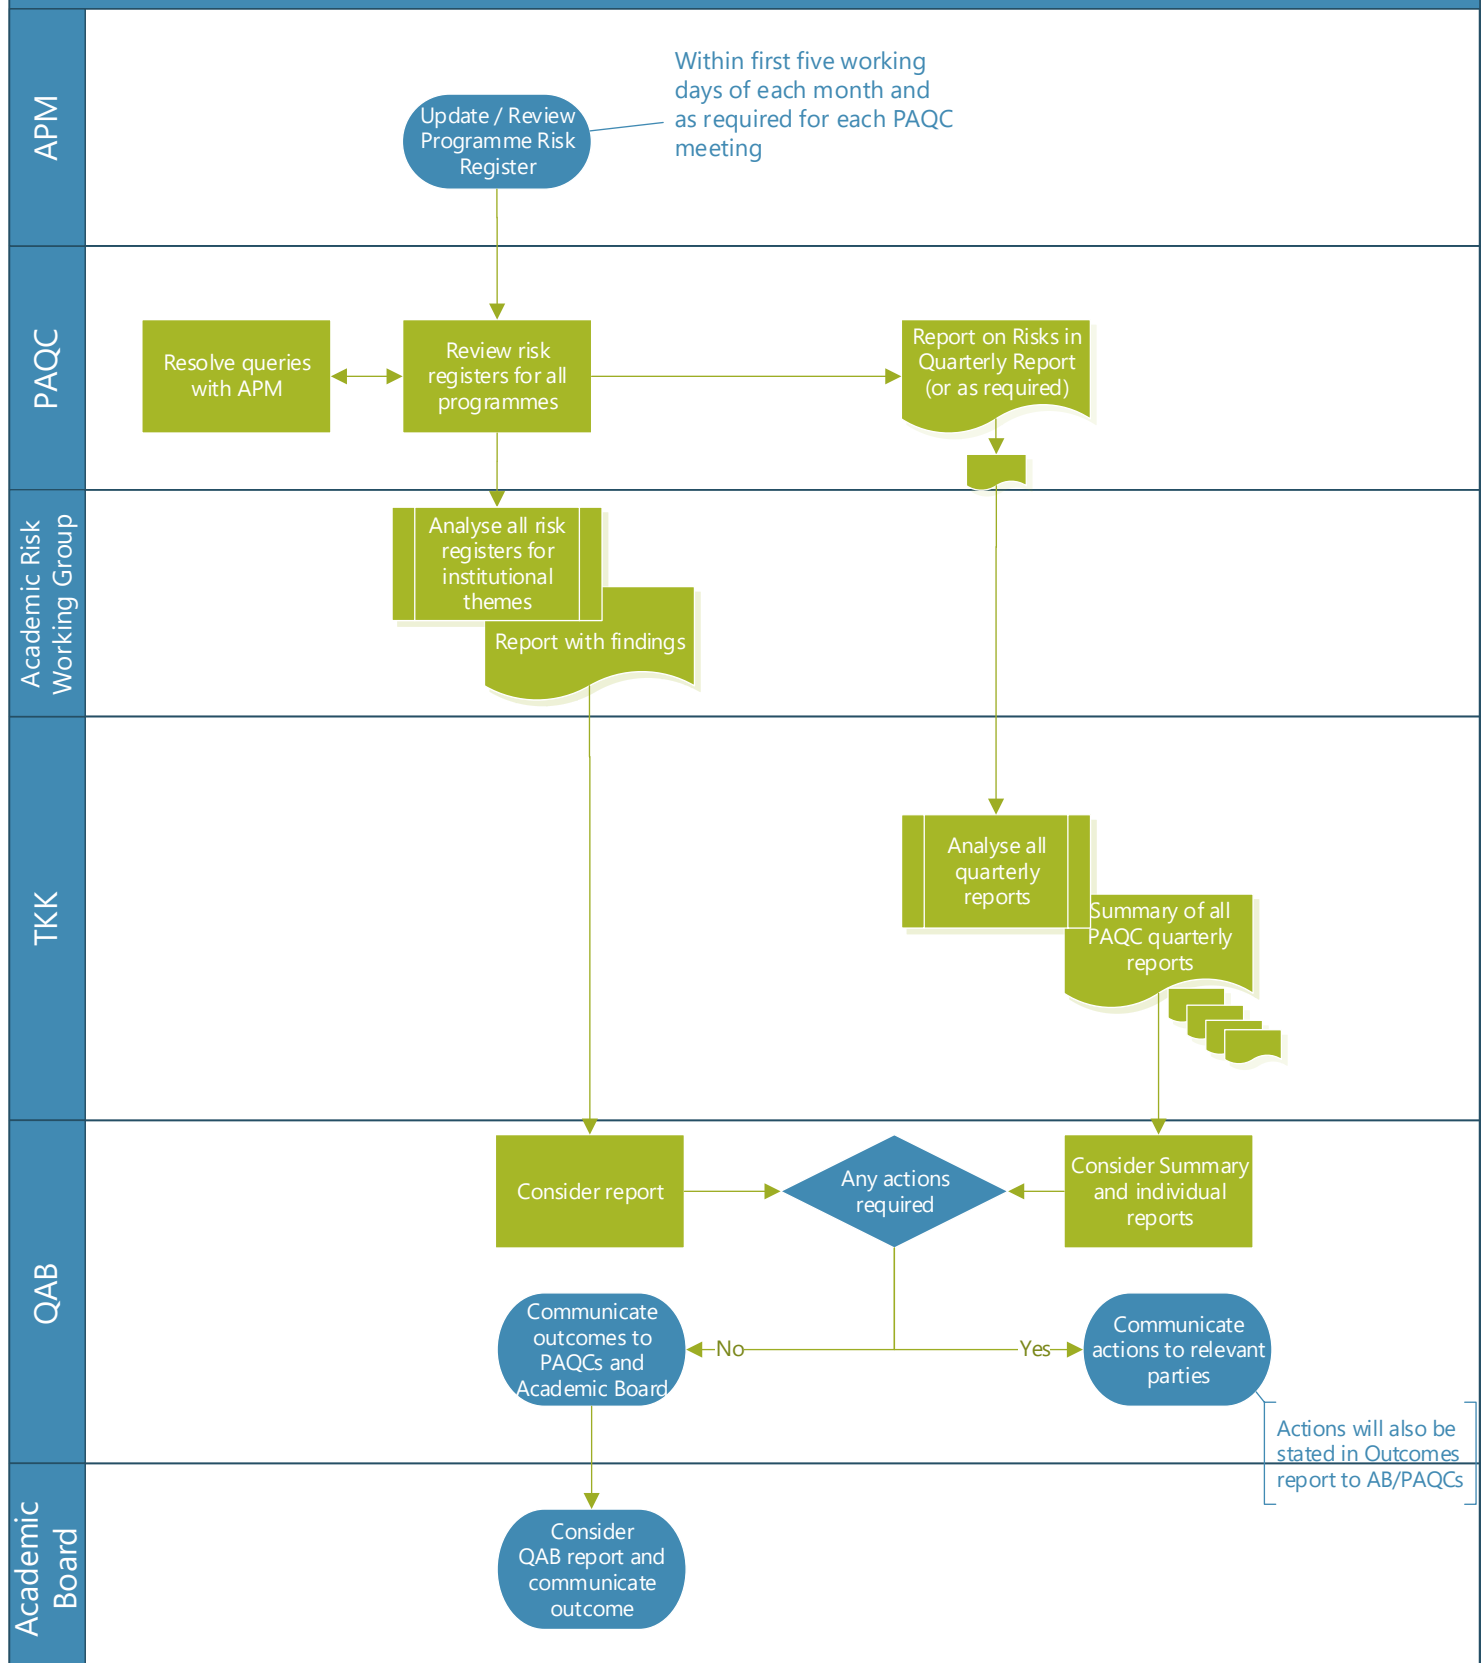 APM
Update / Review
Programme Risk
Register
Within first five working
days of each month and
as required for each PAQC
meeting
PAQC
Resolve queries
with APM
Review risk
registers for all
programmes
Report on Risks in
Quarterly Report
(or as required)
Academic Risk
Working Group
Analyse all risk
registers for
institutional
themes
Report with findings
TKK
Analyse all
quarterly
reports
Summary of all
PAQC quarterly
reports
QAB
Consider report
Any actions
required
Consider Summary
and individual
reports
Communicate
outcomes to
PAQCs and
Academic Board
No
Yes
Communicate
actions to relevant
parties
Actions will also be
stated in Outcomes
report to AB/PAQCs
Academic
Board
Consider
QAB report and
communicate
outcome